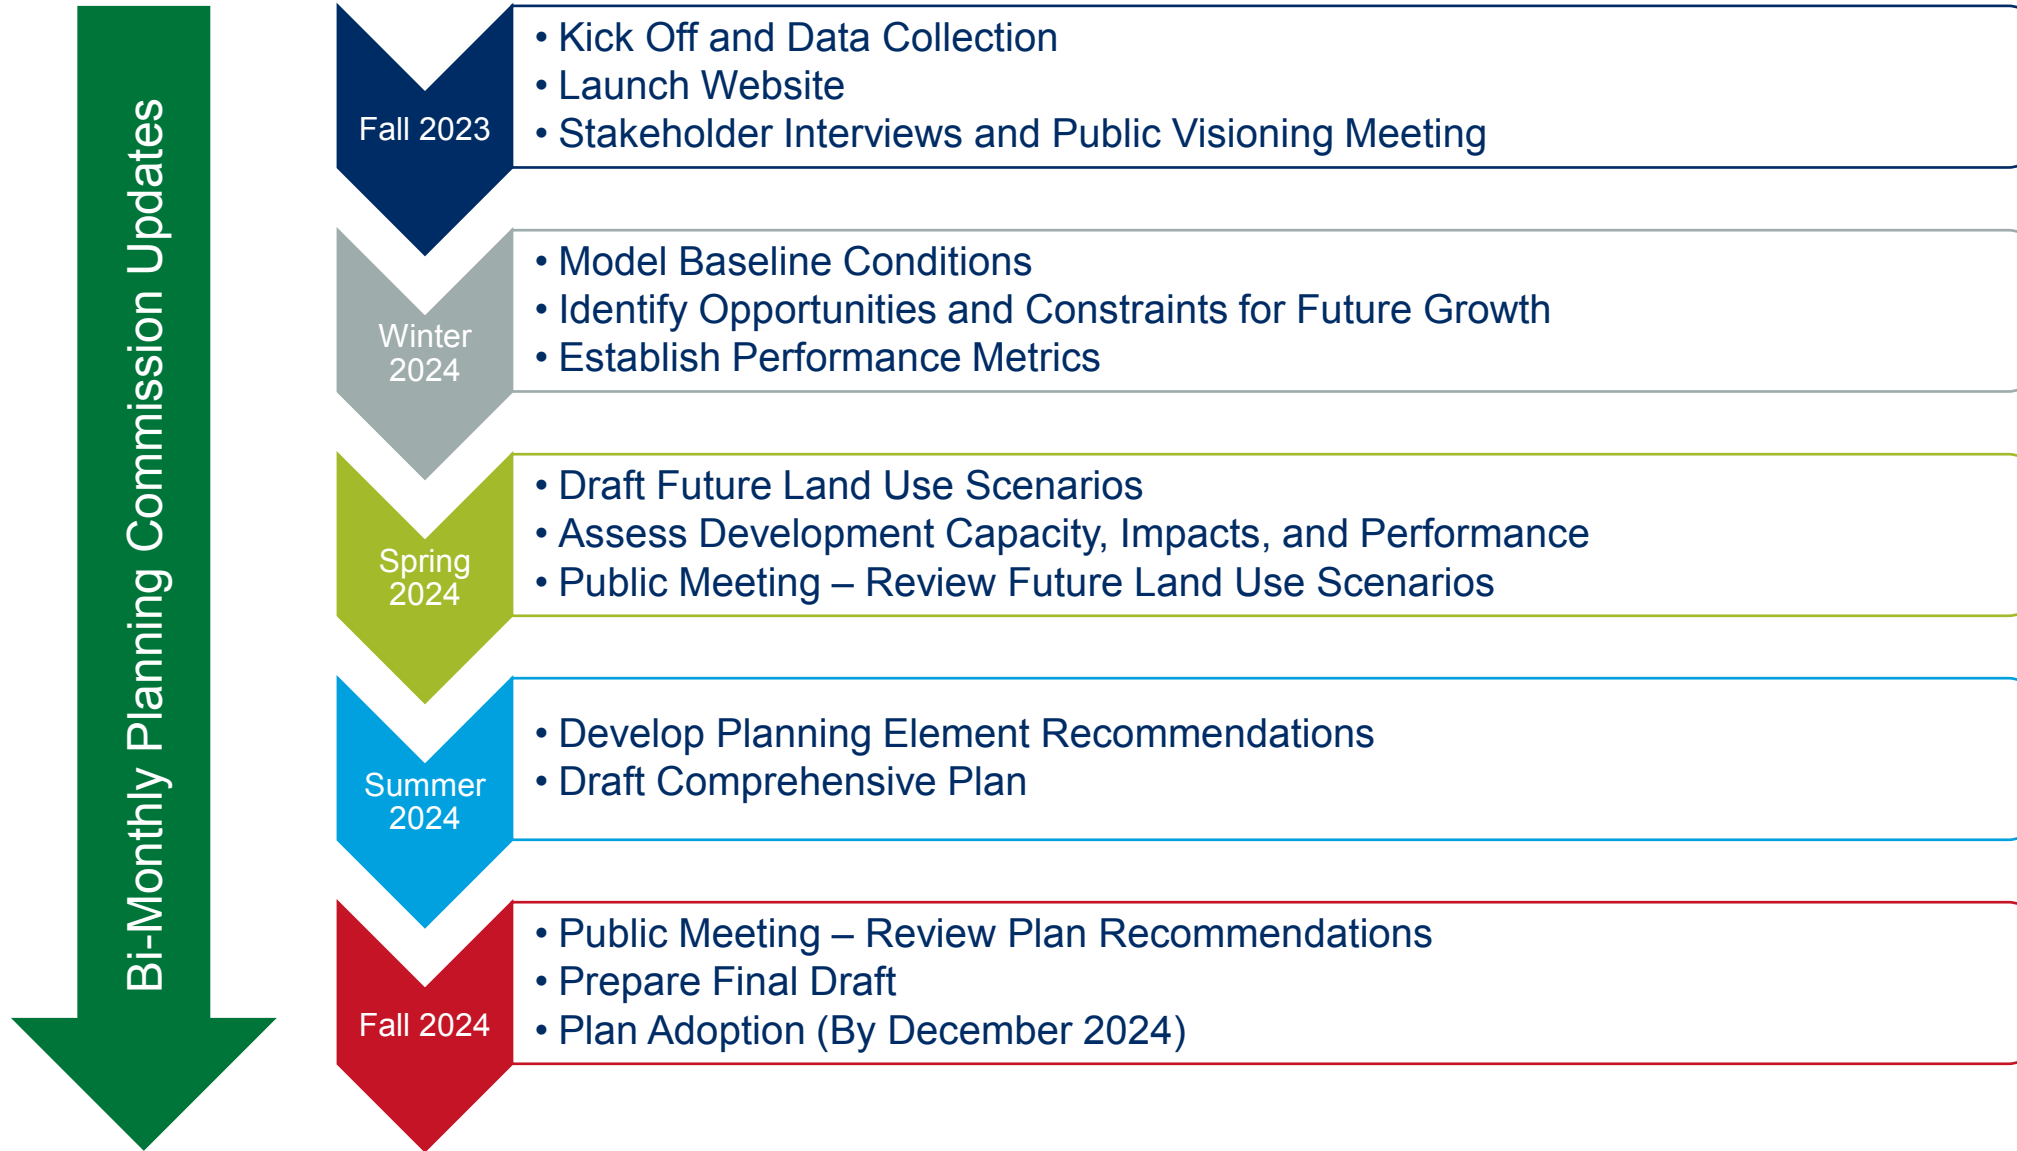 Bi-Monthly Planning Commission Updates
Fall 2023
• Kick Off and Data Collection
• Launch Website
• Stakeholder Interviews and Public Visioning Meeting
Winter
2024
• Model Baseline Conditions
• Identify Opportunities and Constraints for Future Growth
• Establish Performance Metrics
Spring
2024
• Draft Future Land Use Scenarios
• Assess Development Capacity, Impacts, and Performance
• Public Meeting – Review Future Land Use Scenarios
Summer
2024
• Develop Planning Element Recommendations
• Draft Comprehensive Plan
Fall 2024
• Public Meeting – Review Plan Recommendations
• Prepare Final Draft
• Plan Adoption (By December 2024)